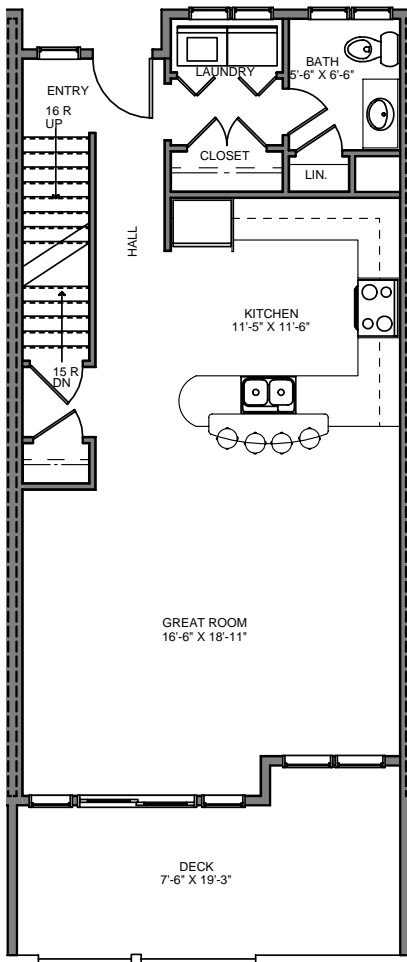 BATH
5'-6" X 6'-6"
LAUNDRY
ENTRY
16 R
UP
CLOSET
LIN.
HALL
KITCHEN
11'-5" X 11'-6"
15 R
DN
GREAT ROOM
16'-6" X 18'-11"
DECK
7'-6" X 19'-3"